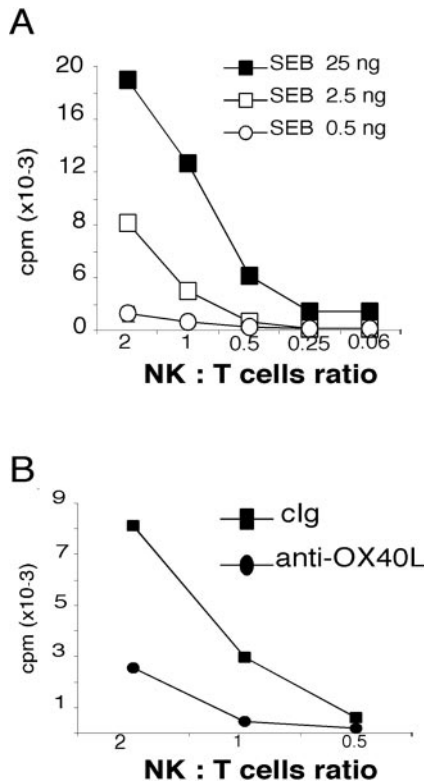 A
20
16
12
8
6
0
cpm (x10-3)
SEB 25 ng
SEB 2.5 ng
SEB 0.5 ng
2 1 0.5 0.25 0.06
NK : T cells ratio
B
9
7
5
3
1
cpm (x10-3)
cIg
anti-OX40L
2 1 0.5
NK : T cells ratio